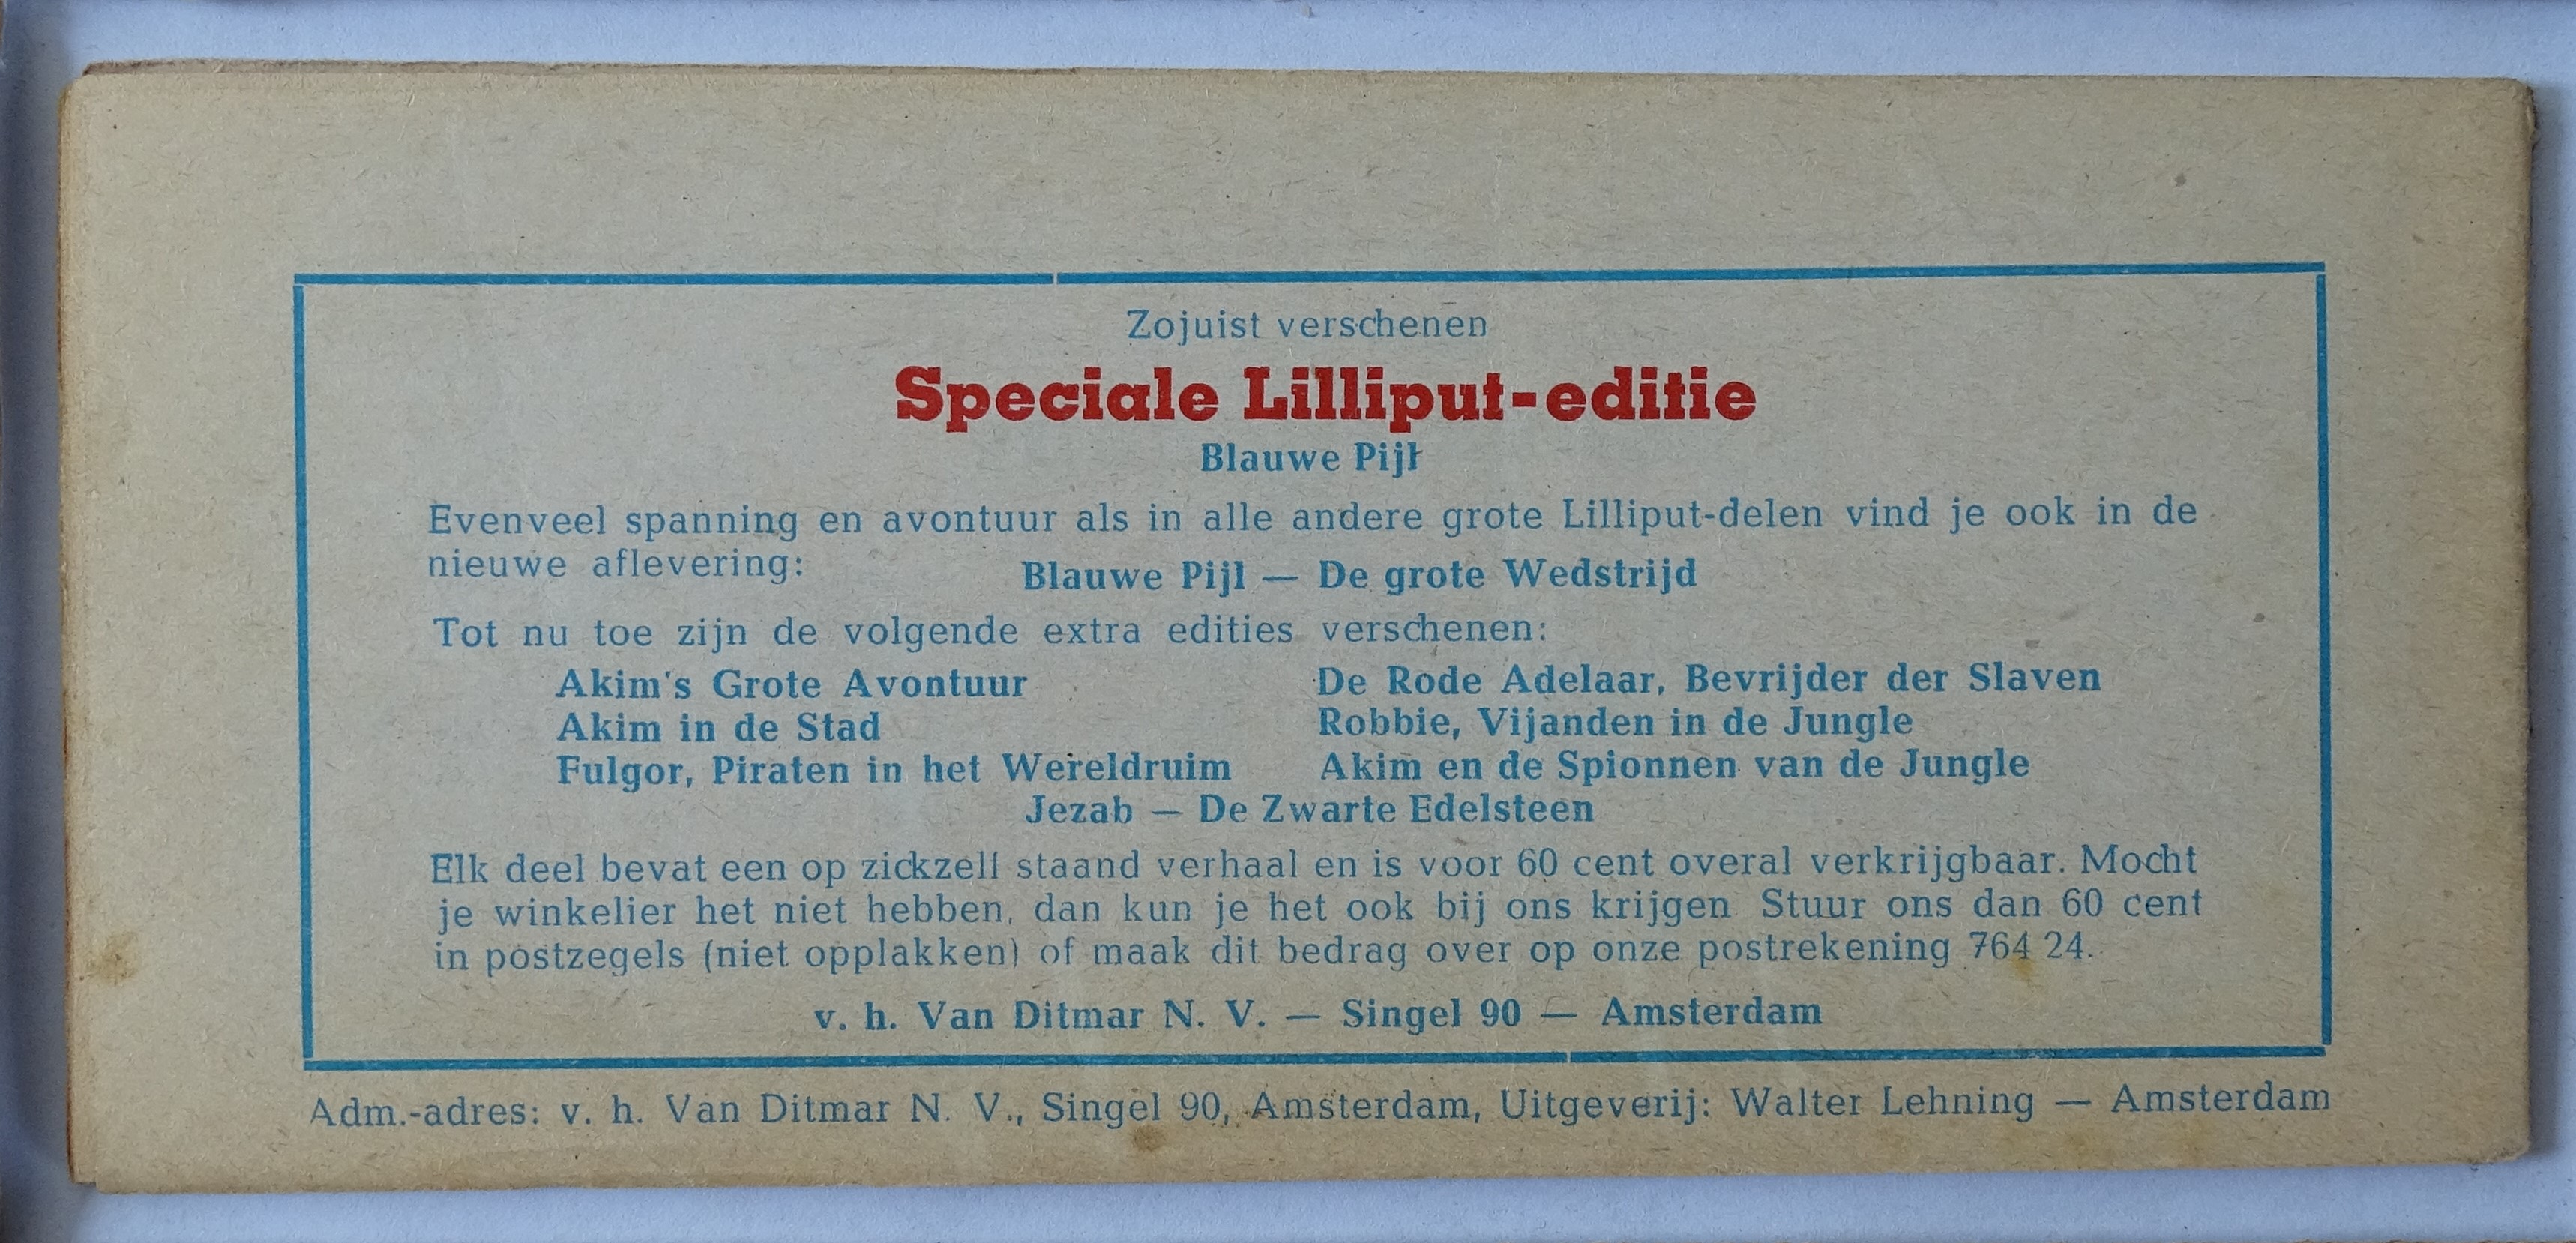 Zojuist verschenen
Speciale Lilliput-editie
Blauwe Pijl
Evenveel spanning en avontuur als in alle andere grote Lilliput-delen vind je ook in de
nieuwe aflevering:
Blauwe Pijl — De grote Wedstrijd
Tot nu toe zijn de volgende extra edities verschenen:
Akim's Grote Avontuur
Akim in de Stad
Fulgor, Piraten in het Wereldruim
De Rode Adelaar, Bevrijder der Slaven
Robbie, Vijanden in de Jungle
Akim en de Spionnen van de Jungle
Jezab — De Zwarte Edelsteen
Elk deel bevat een op zickzelf staand verhaal en is voor 60 cent overal verkrijgbaar. Mocht
je winkelier het niet hebben, dan kun je het ook bij ons krijgen Stuur ons dan 60 cent
in postzegels (niet opplakken) of maak dit bedrag over op onze postrekening 764 24.
v. h. Van Ditmar N. V. — Singel 90 — Amsterdam
Adm.-adres: v. h. Van Ditmar N. V., Singel 90, Amsterdam, Uitgeverij: Walter Lehning — Amsterdam